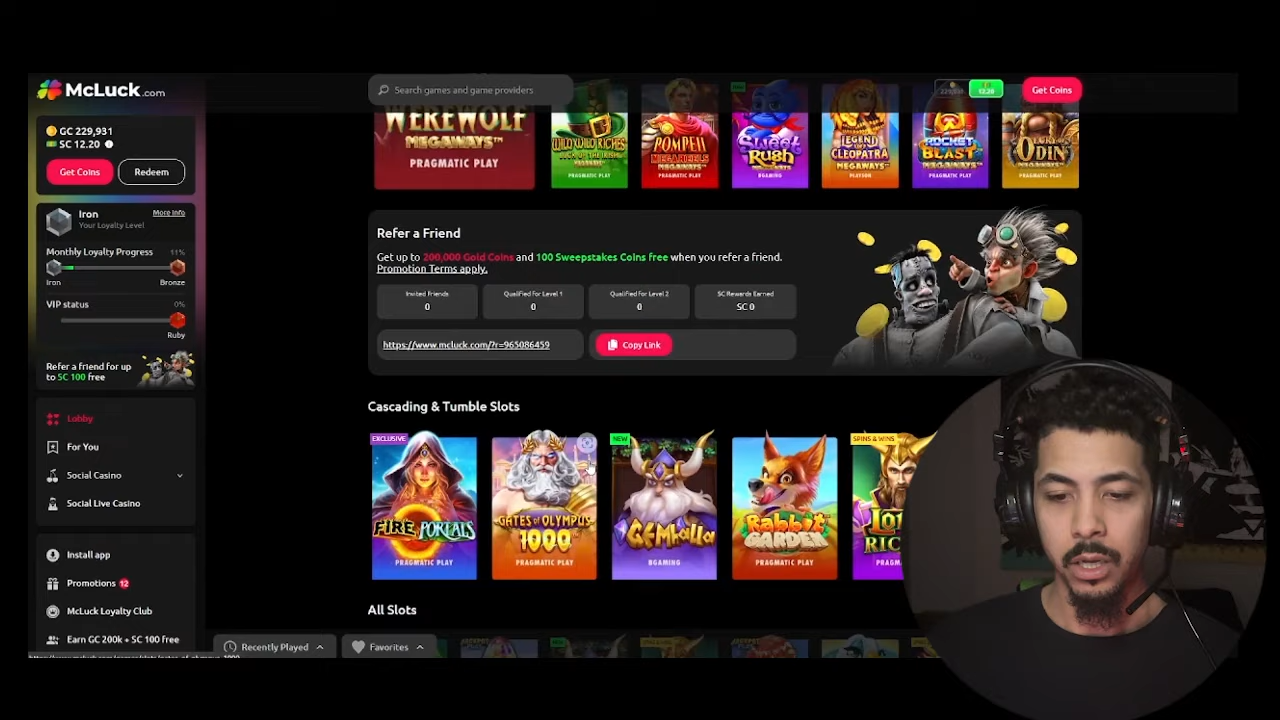 McLuck.com
Search games and game providers
Get Coins
GC 229,931
SC 12.20
Get Coins
Redeem
Iron
More Info
Your Loyalty Level
Monthly Loyalty Progress
11%
Iron
Bronze
VIP status
0%
Ruby
Refer a friend for up
to SC 100 free
Lobby
For You
Social Casino
Social Live Casino
Install app
Promotions 12
McLuck Loyalty Club
Earn GC 200k + SC 100 free
WEREWOLF
MEGAWAYS™
PRAGMATIC PLAY
WILD WILD RICHES
PRAGMATIC PLAY
POMPEII
MEGAREELS
MEGAWAYS™
PRAGMATIC PLAY
Sweet
Rush
MEGAWAYS
BGAMING
LEGEND
CLEOPATRA
MEGAWAYS™
PLAYSON
ROCKET
BLAST
MEGAWAYS
PRAGMATIC PLAY
ODIN
MEGAWAYS
PRAGMATIC PLAY
Refer a Friend
Get up to 200,000 Gold Coins and 100 Sweepstakes Coins free when you refer a friend.
Promotion Terms apply.
Invited Friends
0
Qualified For Level 1
0
Qualified For Level 2
0
SC Rewards Earned
SC 0
https://www.mcluck.com/?r=965086459
Copy Link
Cascading & Tumble Slots
EXCLUSIVE
FIRE PORTALS
PRAGMATIC PLAY
GATES of OLYMPUS
1000
PRAGMATIC PLAY
NEW
GEMhalla
BGAMING
Rabbit
GARDEN
PRAGMATIC PLAY
SPINS & WINS
All Slots
Recently Played
Favorites